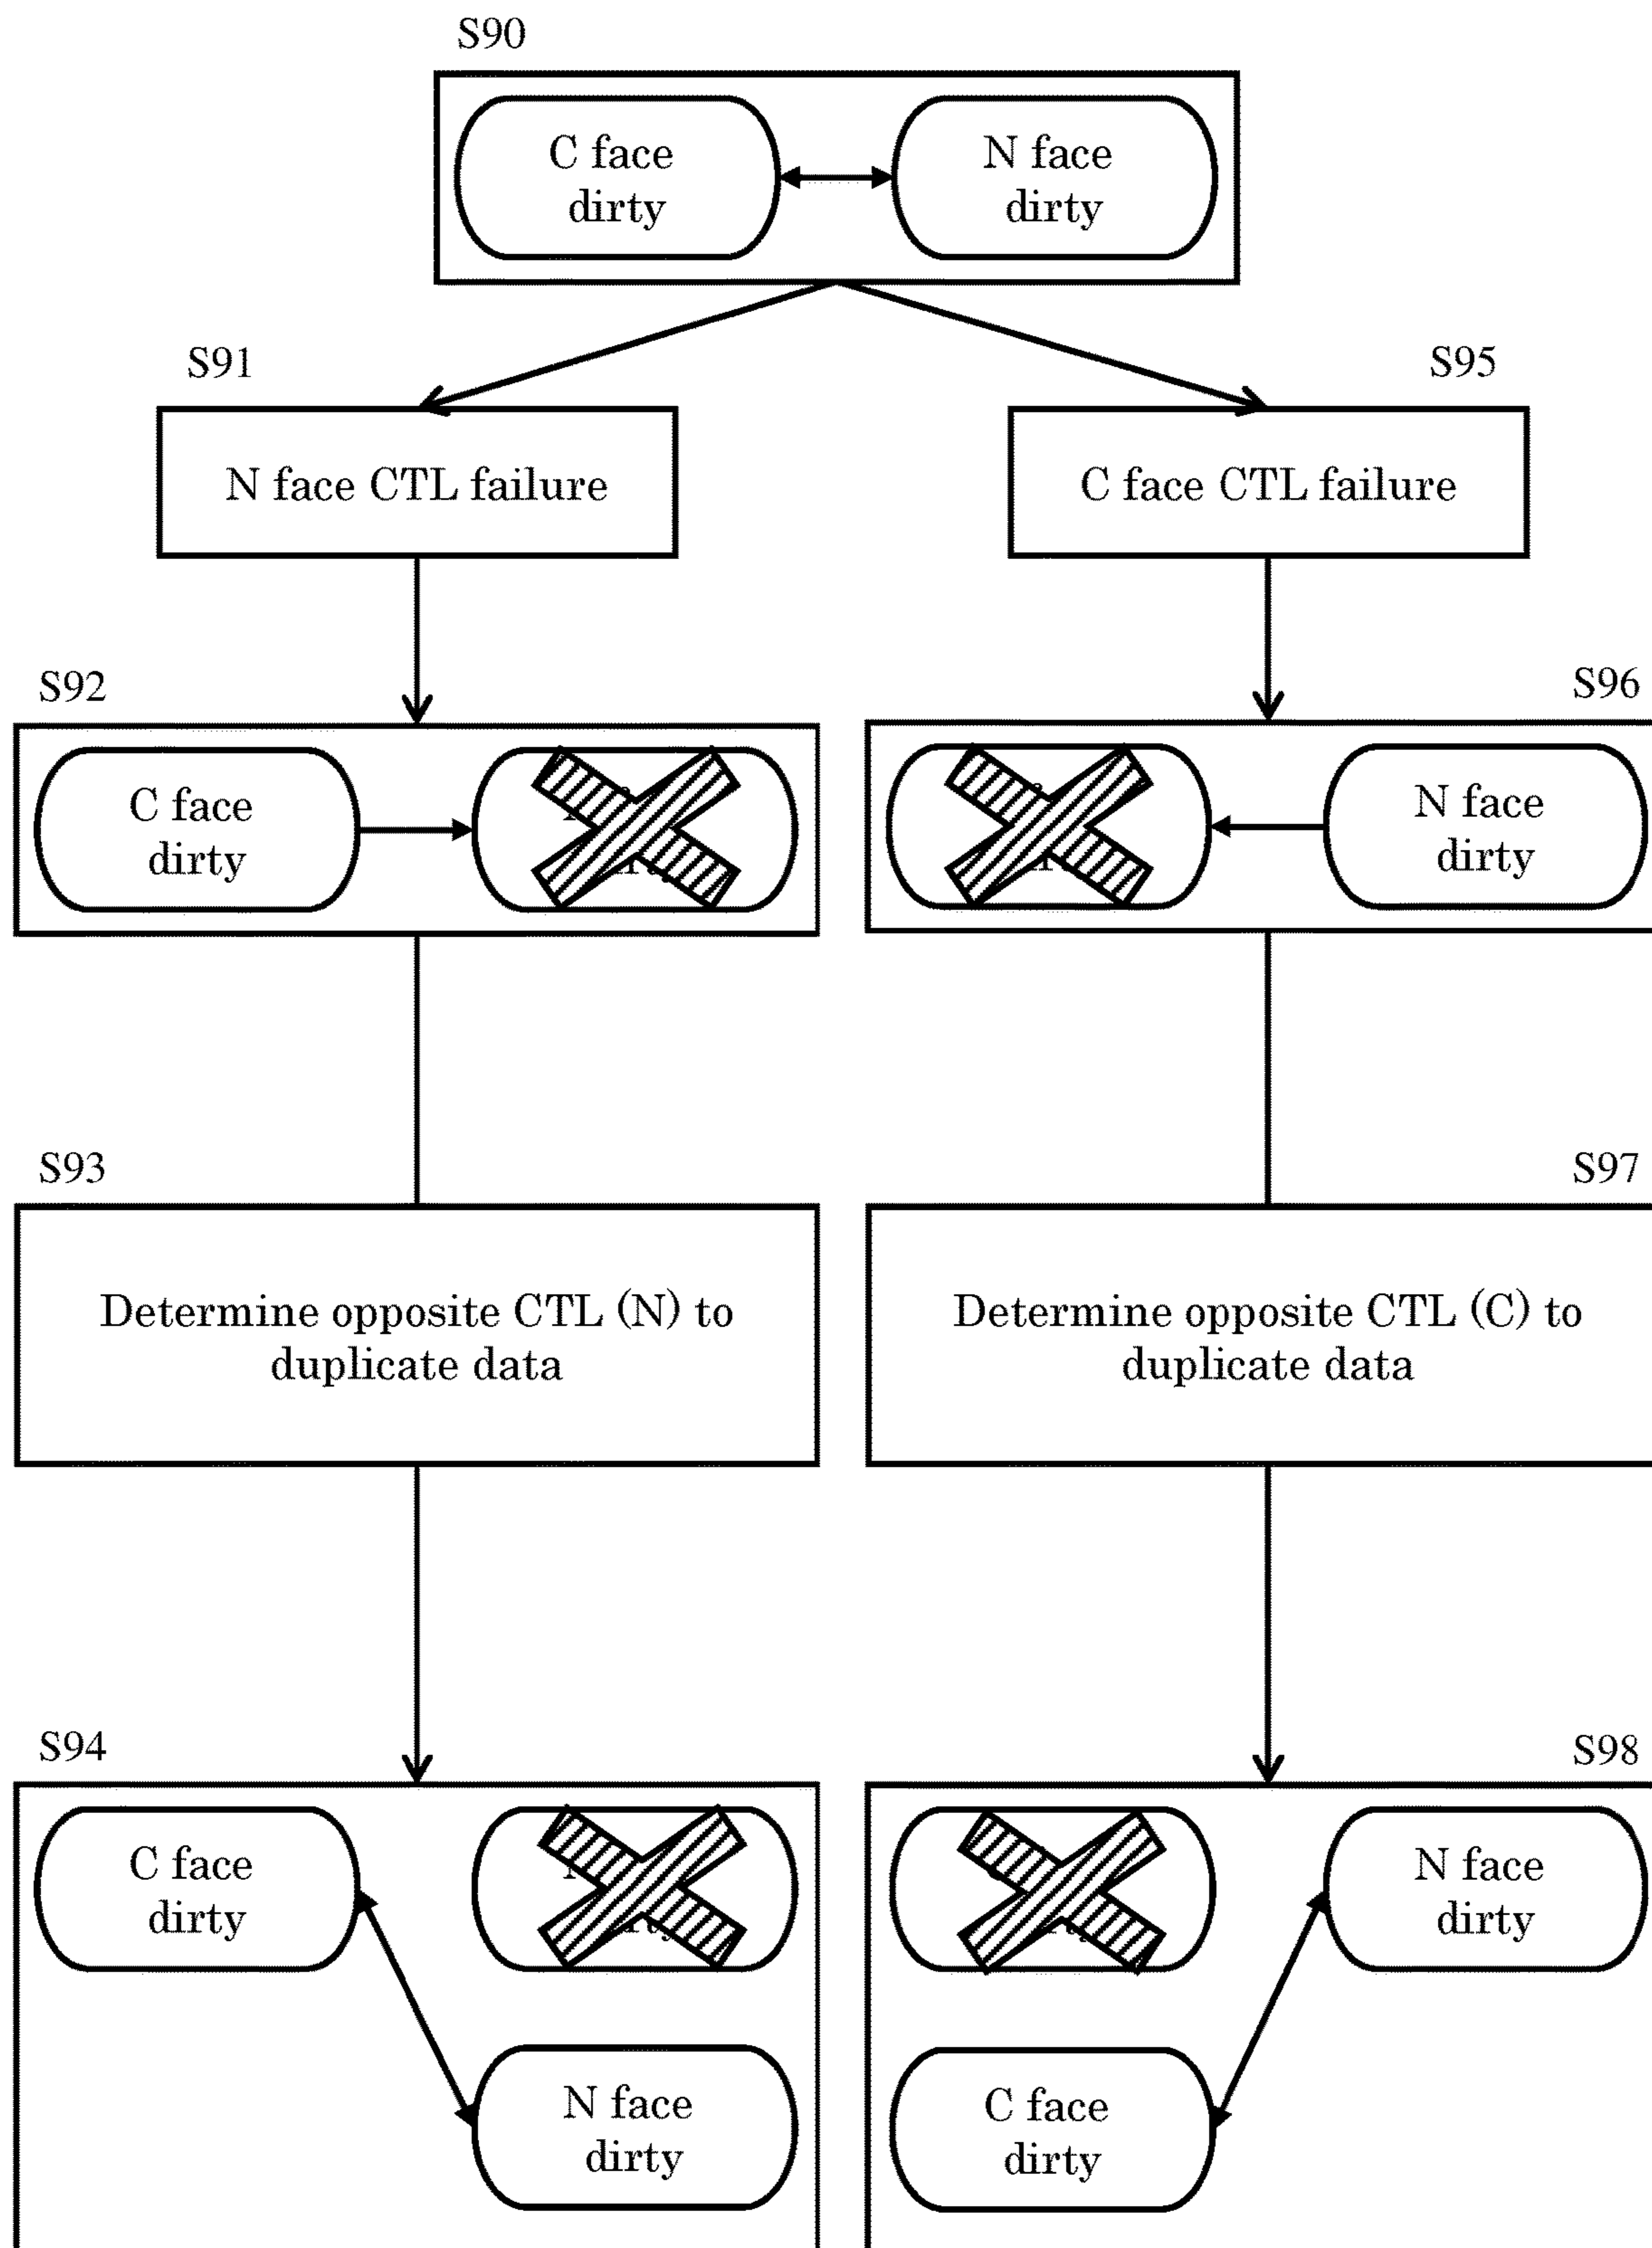 S90
C face
dirty
N face
dirty
S91
S95
N face CTL failure
C face CTL failure
S92
S96
C face
dirty
N face
dirty
S93
S97
Determine opposite CTL (N) to
duplicate data
Determine opposite CTL (C) to
duplicate data
S94
S98
C face
dirty
N face
dirty
N face
dirty
C face
dirty